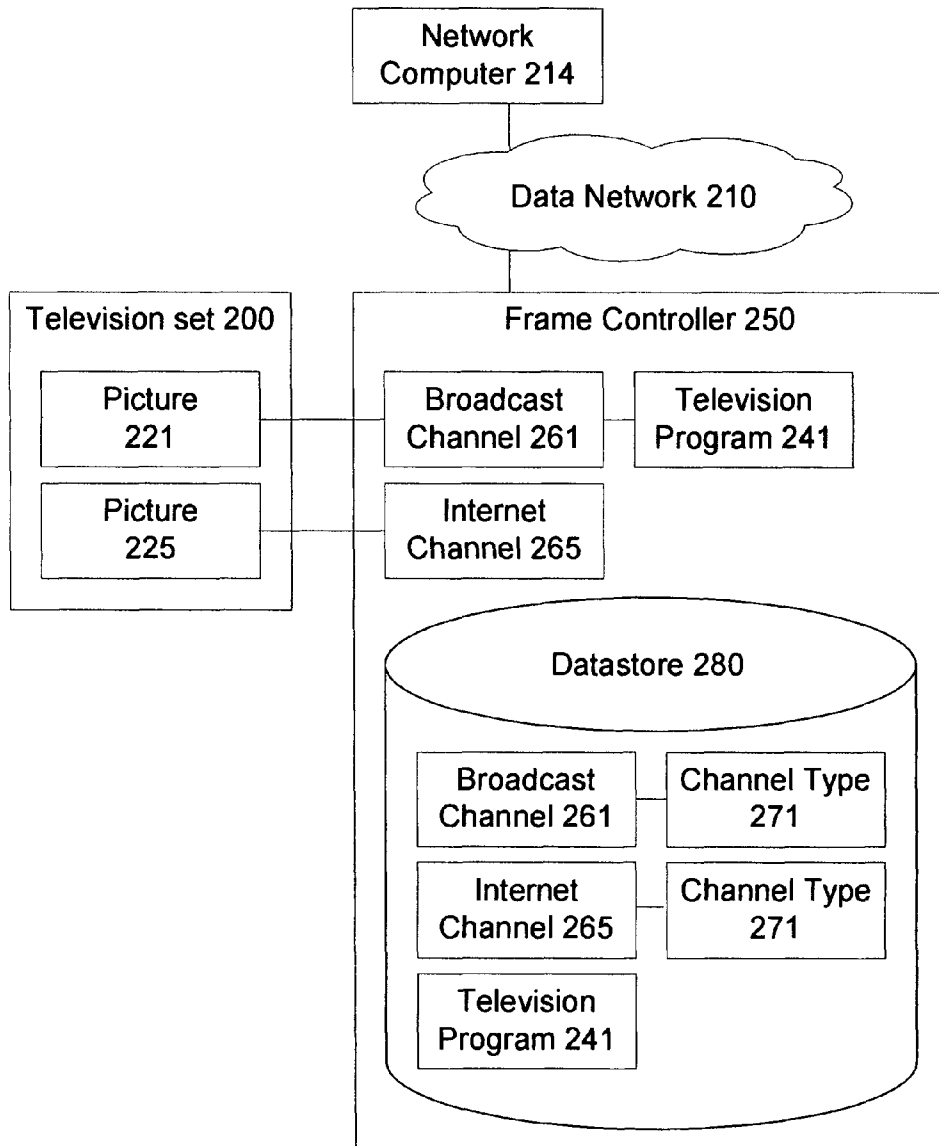 Network
Computer 214
Data Network 210
Television set 200
Picture
221
Picture
225
Frame Controller 250
Broadcast
Channel 261
Television
Program 241
Internet
Channel 265
Datastore 280
Broadcast
Channel 261
Channel Type
271
Internet
Channel 265
Channel Type
271
Television
Program 241